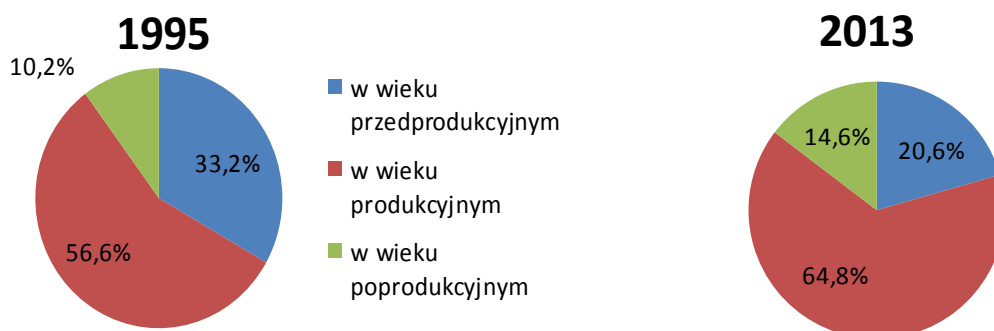 1995
10,2%
33,2%
56,6%
w wieku
przedprodukcyjnym
w wieku
produkcyjnym
w wieku
poprodukcyjnym
2013
14,6%
20,6%
64,8%